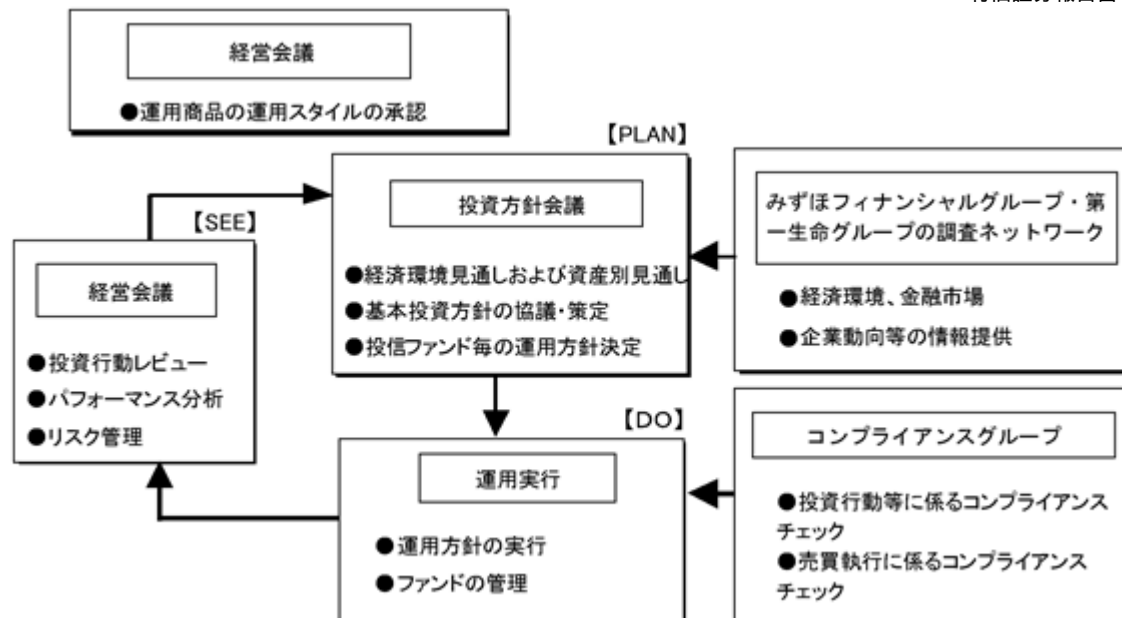 経営会議
●運用商品の運用スタイルの承認
【PLAN】
投資方針会議
●経済環境見通しおよび資産別見通し
●基本投資方針の協議・策定
●投信ファンド毎の運用方針決定
みずほフィナンシャルグループ・第
一生命グループの調査ネットワーク
●経済環境、金融市場
●企業動向等の情報提供
【SEE】
経営会議
●投資行動レビュー
●パフォーマンス分析
●リスク管理
【DO】
運用実行
●運用方針の実行
●ファンドの管理
コンプライアンスグループ
●投資行動等に係るコンプライアンス
チェック
●売買執行に係るコンプライアンス
チェック